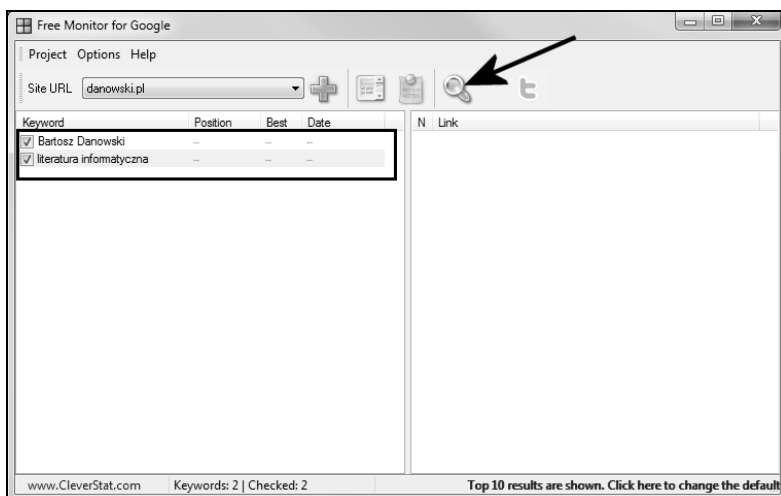 Free Monitor for Google
Project Options Help
Site URL danowski.pl
Keyword Position Best Date N Link
Bartosz Danowski -- -- --
literatura informatyczna -- -- --
www.CleverStat.com Keywords: 2 | Checked: 2 Top 10 results are shown. Click here to change the default